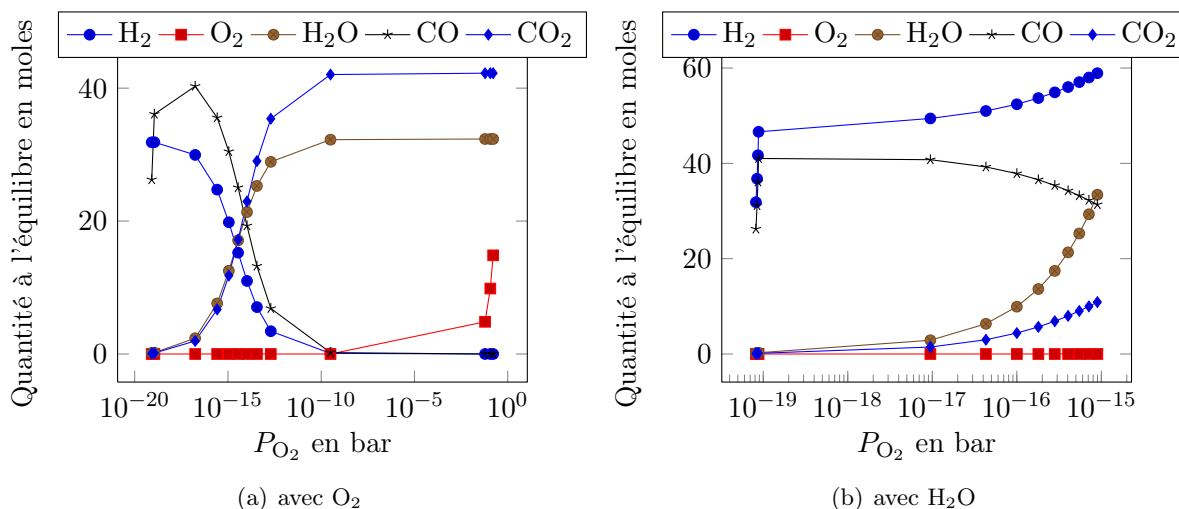 H₂ O₂ H₂O CO CO₂
Quantité à l'équilibre en moles
40
20
0
10⁻²⁰ 10⁻¹⁵ 10⁻¹⁰ 10⁻⁵ 10⁰
P_O₂ en bar
(a) avec O₂
H₂ O₂ H₂O CO CO₂
Quantité à l'équilibre en moles
60
40
20
0
10⁻¹⁹ 10⁻¹⁸ 10⁻¹⁷ 10⁻¹⁶ 10⁻¹⁵
P_O₂ en bar
(b) avec H₂O